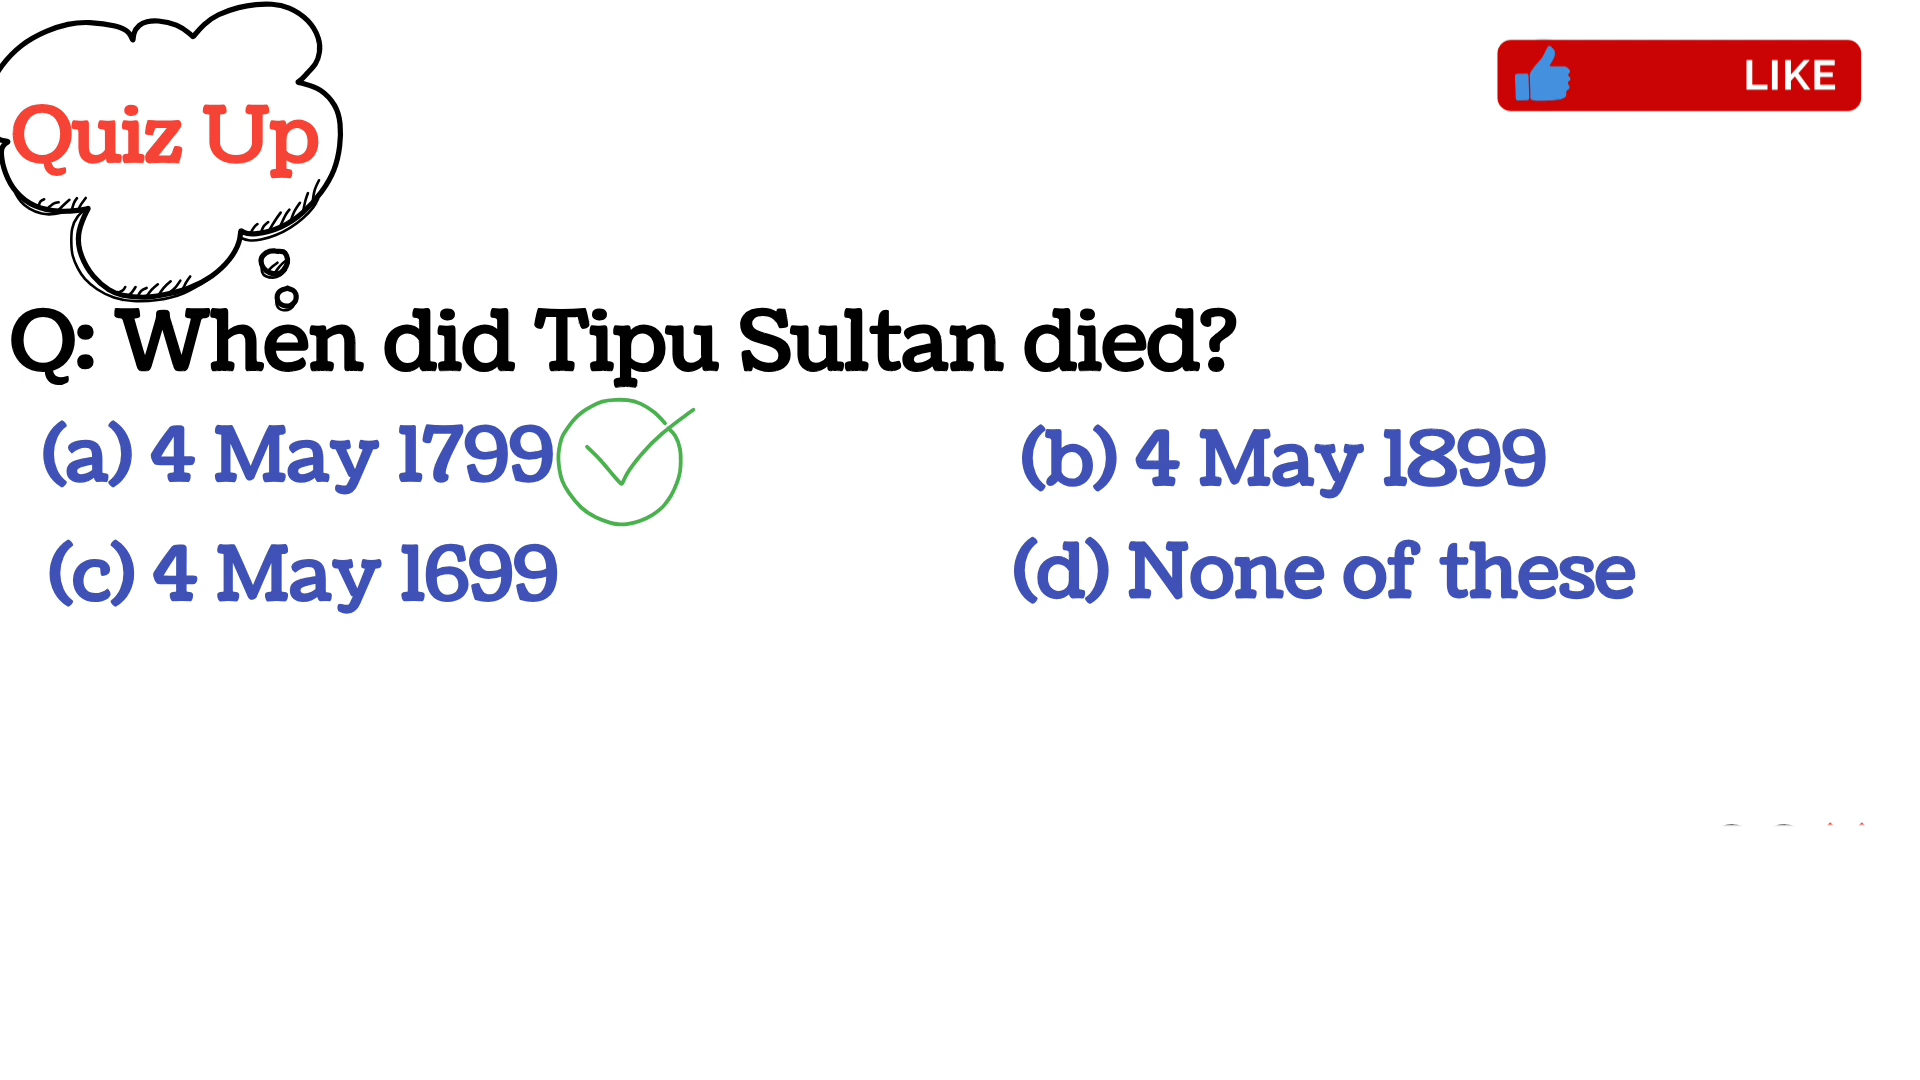 Quiz Up
LIKE
Q: When did Tipu Sultan died?
(a) 4 May 1799
(b) 4 May 1899
(c) 4 May 1699
(d) None of these